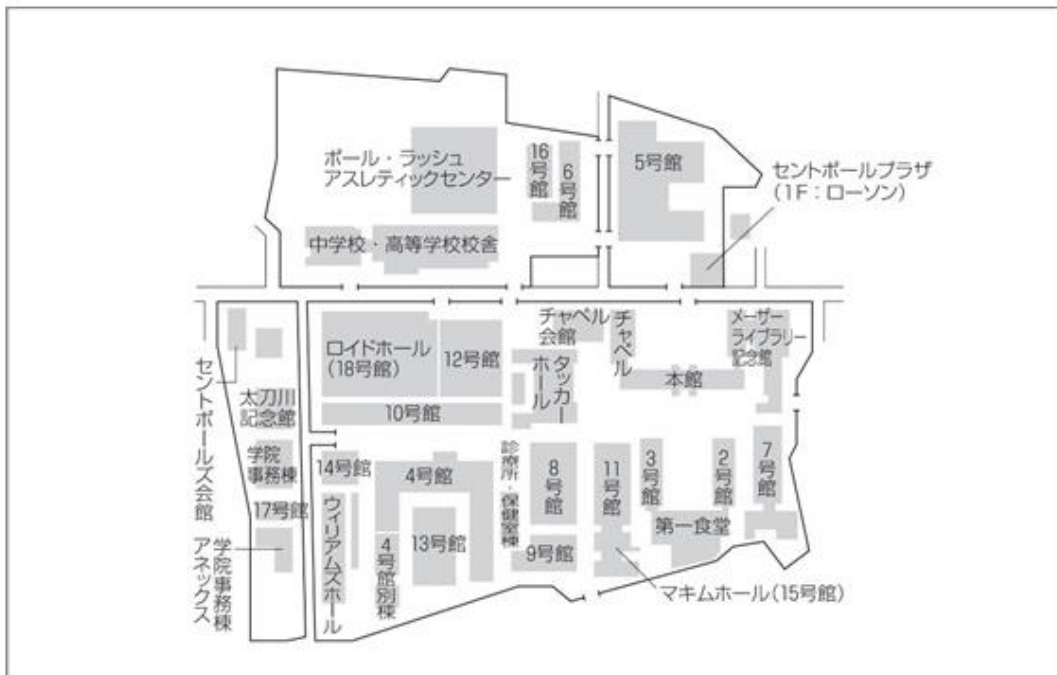 ポール・ラッシュ
アスレティックセンター
16号館
6号館
5号館
セントポールプラザ
(1F：ローソン)
中学校・高等学校校舎
ロイドホール
(18号館)
12号館
チャペル
会館
チャペル
メーザー
ライブラリー
記念館
タッカー
ホール
本館
10号館
セントポールズ会館
太刀川
記念館
学院
事務棟
17号館
学院事務棟
アネックス
14号館
ウィリアムズホール
4号館
4号館別棟
13号館
診療所・保健室棟
8号館
9号館
11号館
3号館
2号館
7号館
第一食堂
マキムホール(15号館)